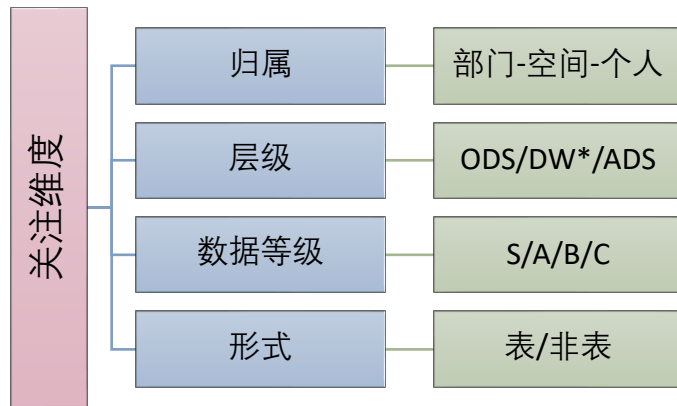 关注维度
归属
部门-空间-个人
层级
ODS/DW*/ADS
数据等级
S/A/B/C
形式
表/非表